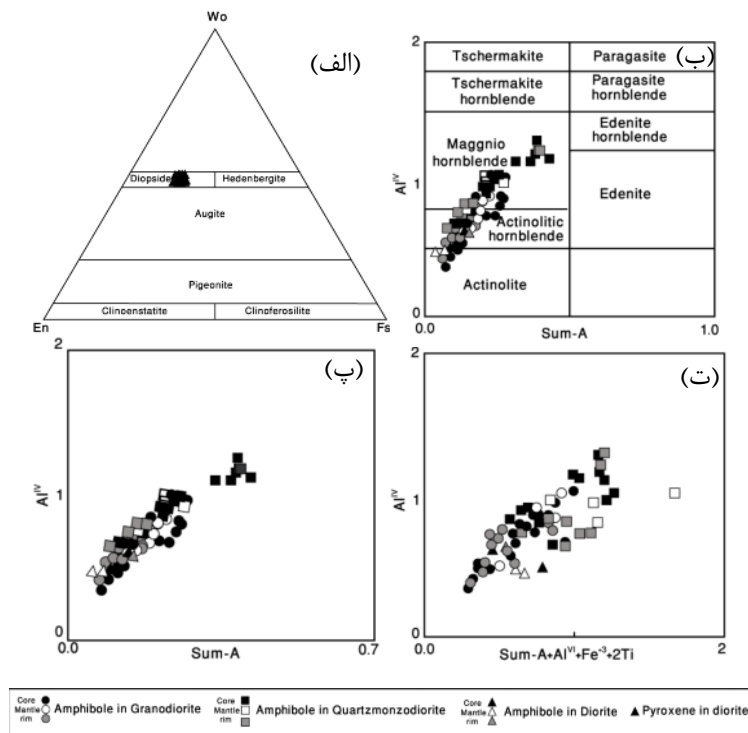 Wo
(الف)
Diopside
Hedenbergite
Augite
Pigeonite
Clinoenstatite
Clinoferosilite
En
Fs
2
Tschermakite
Paragasite
(ب)
Tschermakite
hornblende
Paragasite
hornblende
Maggnio
hornblende
Edenite
hornblende
Al^IV
1
Edenite
Actinolitic
hornblende
Actinolite
0
0.0
Sum-A
1.0
2
(پ)
Al^IV
1
0
0.0
Sum-A
0.7
2
(ت)
Al^IV
1
0
Sum-A+Al^VI+Fe^-3+2Ti
2
Core
Mantle
rim
Amphibole in Granodiorite
Core
Mantle
rim
Amphibole in Quartzmonzodiorite
Core
Mantle
rim
Amphibole in Diorite
Pyroxene in diorite